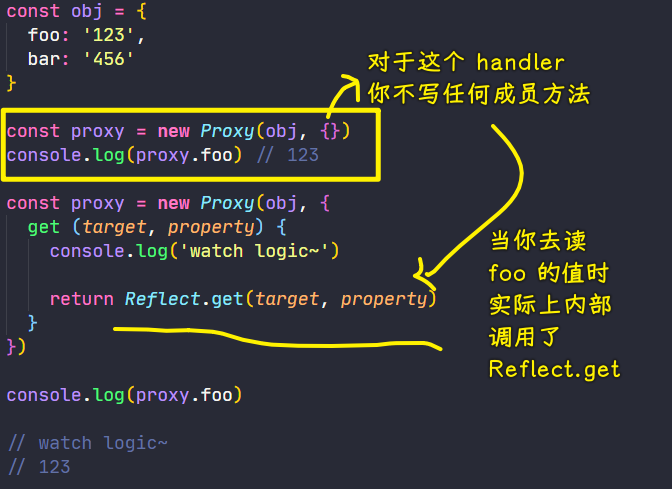 const obj = {
  foo: '123',
  bar: '456'
}
const proxy = new Proxy(obj, {})
console.log(proxy.foo) // 123
对于这个 handler
你不写任何成员方法
const proxy = new Proxy(obj, {
  get (target, property) {
    console.log('watch logic~')
    return Reflect.get(target, property)
  }
})
当你去读
foo 的值时
实际上内部
调用了
Reflect.get
console.log(proxy.foo)
// watch logic~
// 123